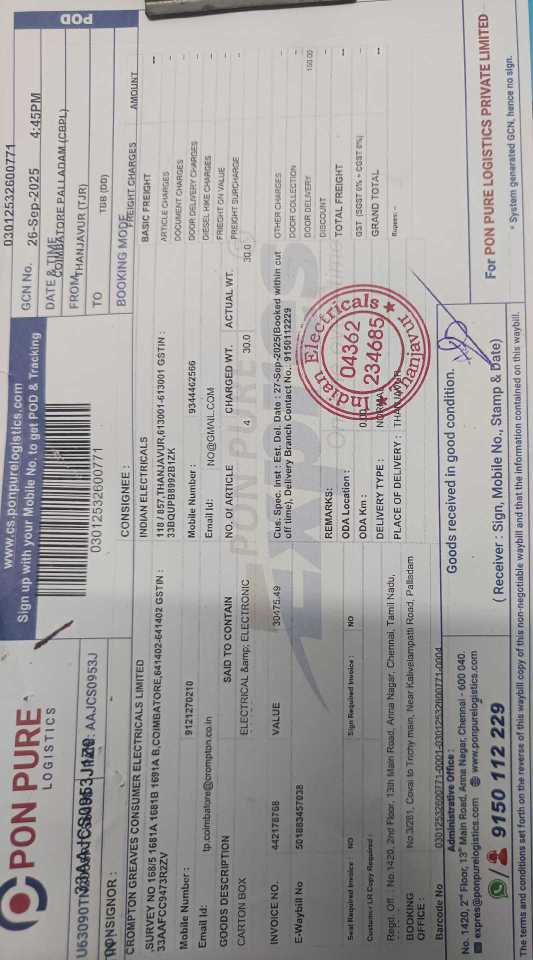 PON PURE
LOGISTICS
www.cs.ponpurelogistics.com
Sign up with your Mobile No. to get POD & Tracking
03012532600771
POD
03012532600771
GCN No.
26-Sep-2025 4:45PM
DATE & TIME
COIMBATORE PALLADAM (CBPL)
FROM
THANJAVUR (TJR)
TO
TUB (DD)
BOOKING MODE
CONSIGNOR :
CROMPTON GREAVES CONSUMER ELECTRICALS LIMITED
,SURVEY NO 168/5 1681A 1681B 1691A B,COIMBATORE,641402-641402 GSTIN :
33AAFCC9473R2ZV
Mobile Number : 9121270210
Email Id: tp.coimbatore@crompton.co.in
CONSIGNEE :
INDIAN ELECTRICALS
118 / 857,THANJAVUR,613001-613001 GSTIN :
33BQUPB8992B1ZK
Mobile Number : 9344462566
Email Id: NO@GMAIL.COM
GOODS DESCRIPTION SAID TO CONTAIN NO. OF ARTICLE CHARGED WT. ACTUAL WT.
CARTON BOX ELECTRICAL &amp; ELECTRONIC 4 30.0 30.0
INVOICE NO. VALUE
442178768 30475.49
E-Waybill No
501883457038
Cus. Spec. Inst : Est. Del. Date : 27-Sep-2025(Booked within cut
off time), Delivery Branch Contact No.: 9150112229
REMARKS:
Seal Required Invoice : NO Sign Required Invoice : NO
ODA Location :
Customer/ LR Copy Required :
ODA Km : 0.00
DELIVERY TYPE : NORMAL
PLACE OF DELIVERY : THANJAVUR
Regd. Off. : No.1420, 2nd Floor, 13th Main Road, Anna Nagar, Chennai, Tamil Nadu,
BOOKING OFFICE : No 3/281, Covai to Trichy main, Near Kalivelampatti Road, Palladam
Barcode No 03012532600771-0001-03012532600771-0004
FREIGHT CHARGES AMOUNT
BASIC FREIGHT --
ARTICLE CHARGES --
DOCUMENT CHARGES --
DOOR DELIVERY CHARGES --
DIESEL HIKE CHARGES --
FREIGHT ON VALUE --
FREIGHT SURCHARGE --
OTHER CHARGES --
DOOR COLLECTION --
DOOR DELIVERY 150.00
DISCOUNT --
TOTAL FREIGHT --
GST (SGST 0% + CGST 0%)
GRAND TOTAL --
Rupees: --
PON PURE
Indian Electricals
04362
234685
Thanjavur
Administrative Office :
No. 1420, 2nd Floor, 13th Main Road, Anna Nagar, Chennai - 600 040.
expres@ponpurelogistics.com www.ponpurelogistics.com
9150 112 229
Goods received in good condition.
( Receiver : Sign, Mobile No., Stamp & Date)
For PON PURE LOGISTICS PRIVATE LIMITED
* System generated GCN, hence no sign.
The terms and conditions set forth on the reverse of this waybill copy of this non-negotiable waybill and that the information contained on this waybill.